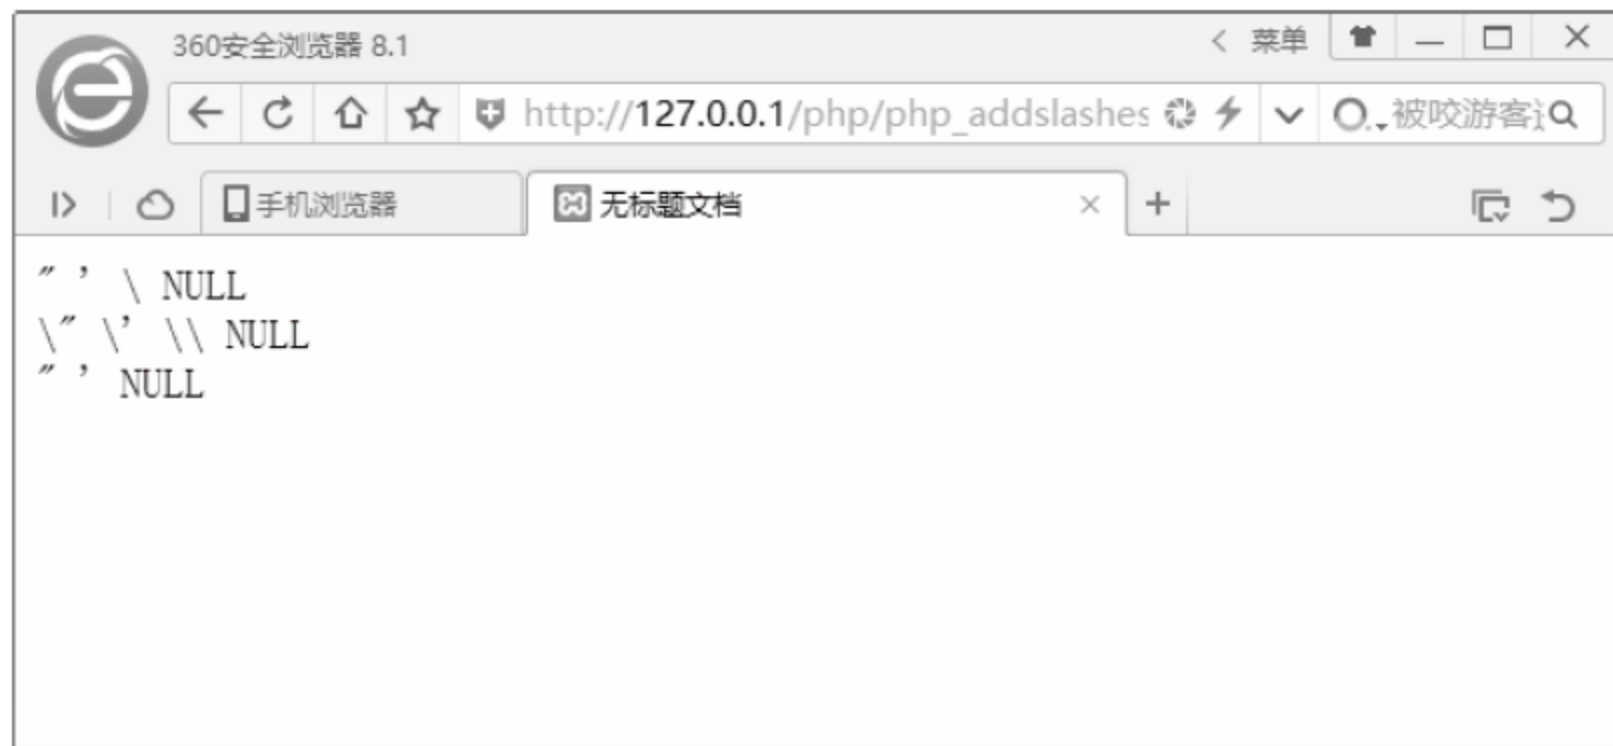 360安全浏览器 8.1
菜单
http://127.0.0.1/php/php_addslashes
被咬游客
手机浏览器
无标题文档
" ' \ NULL
\" \' \\ NULL
" ' NULL